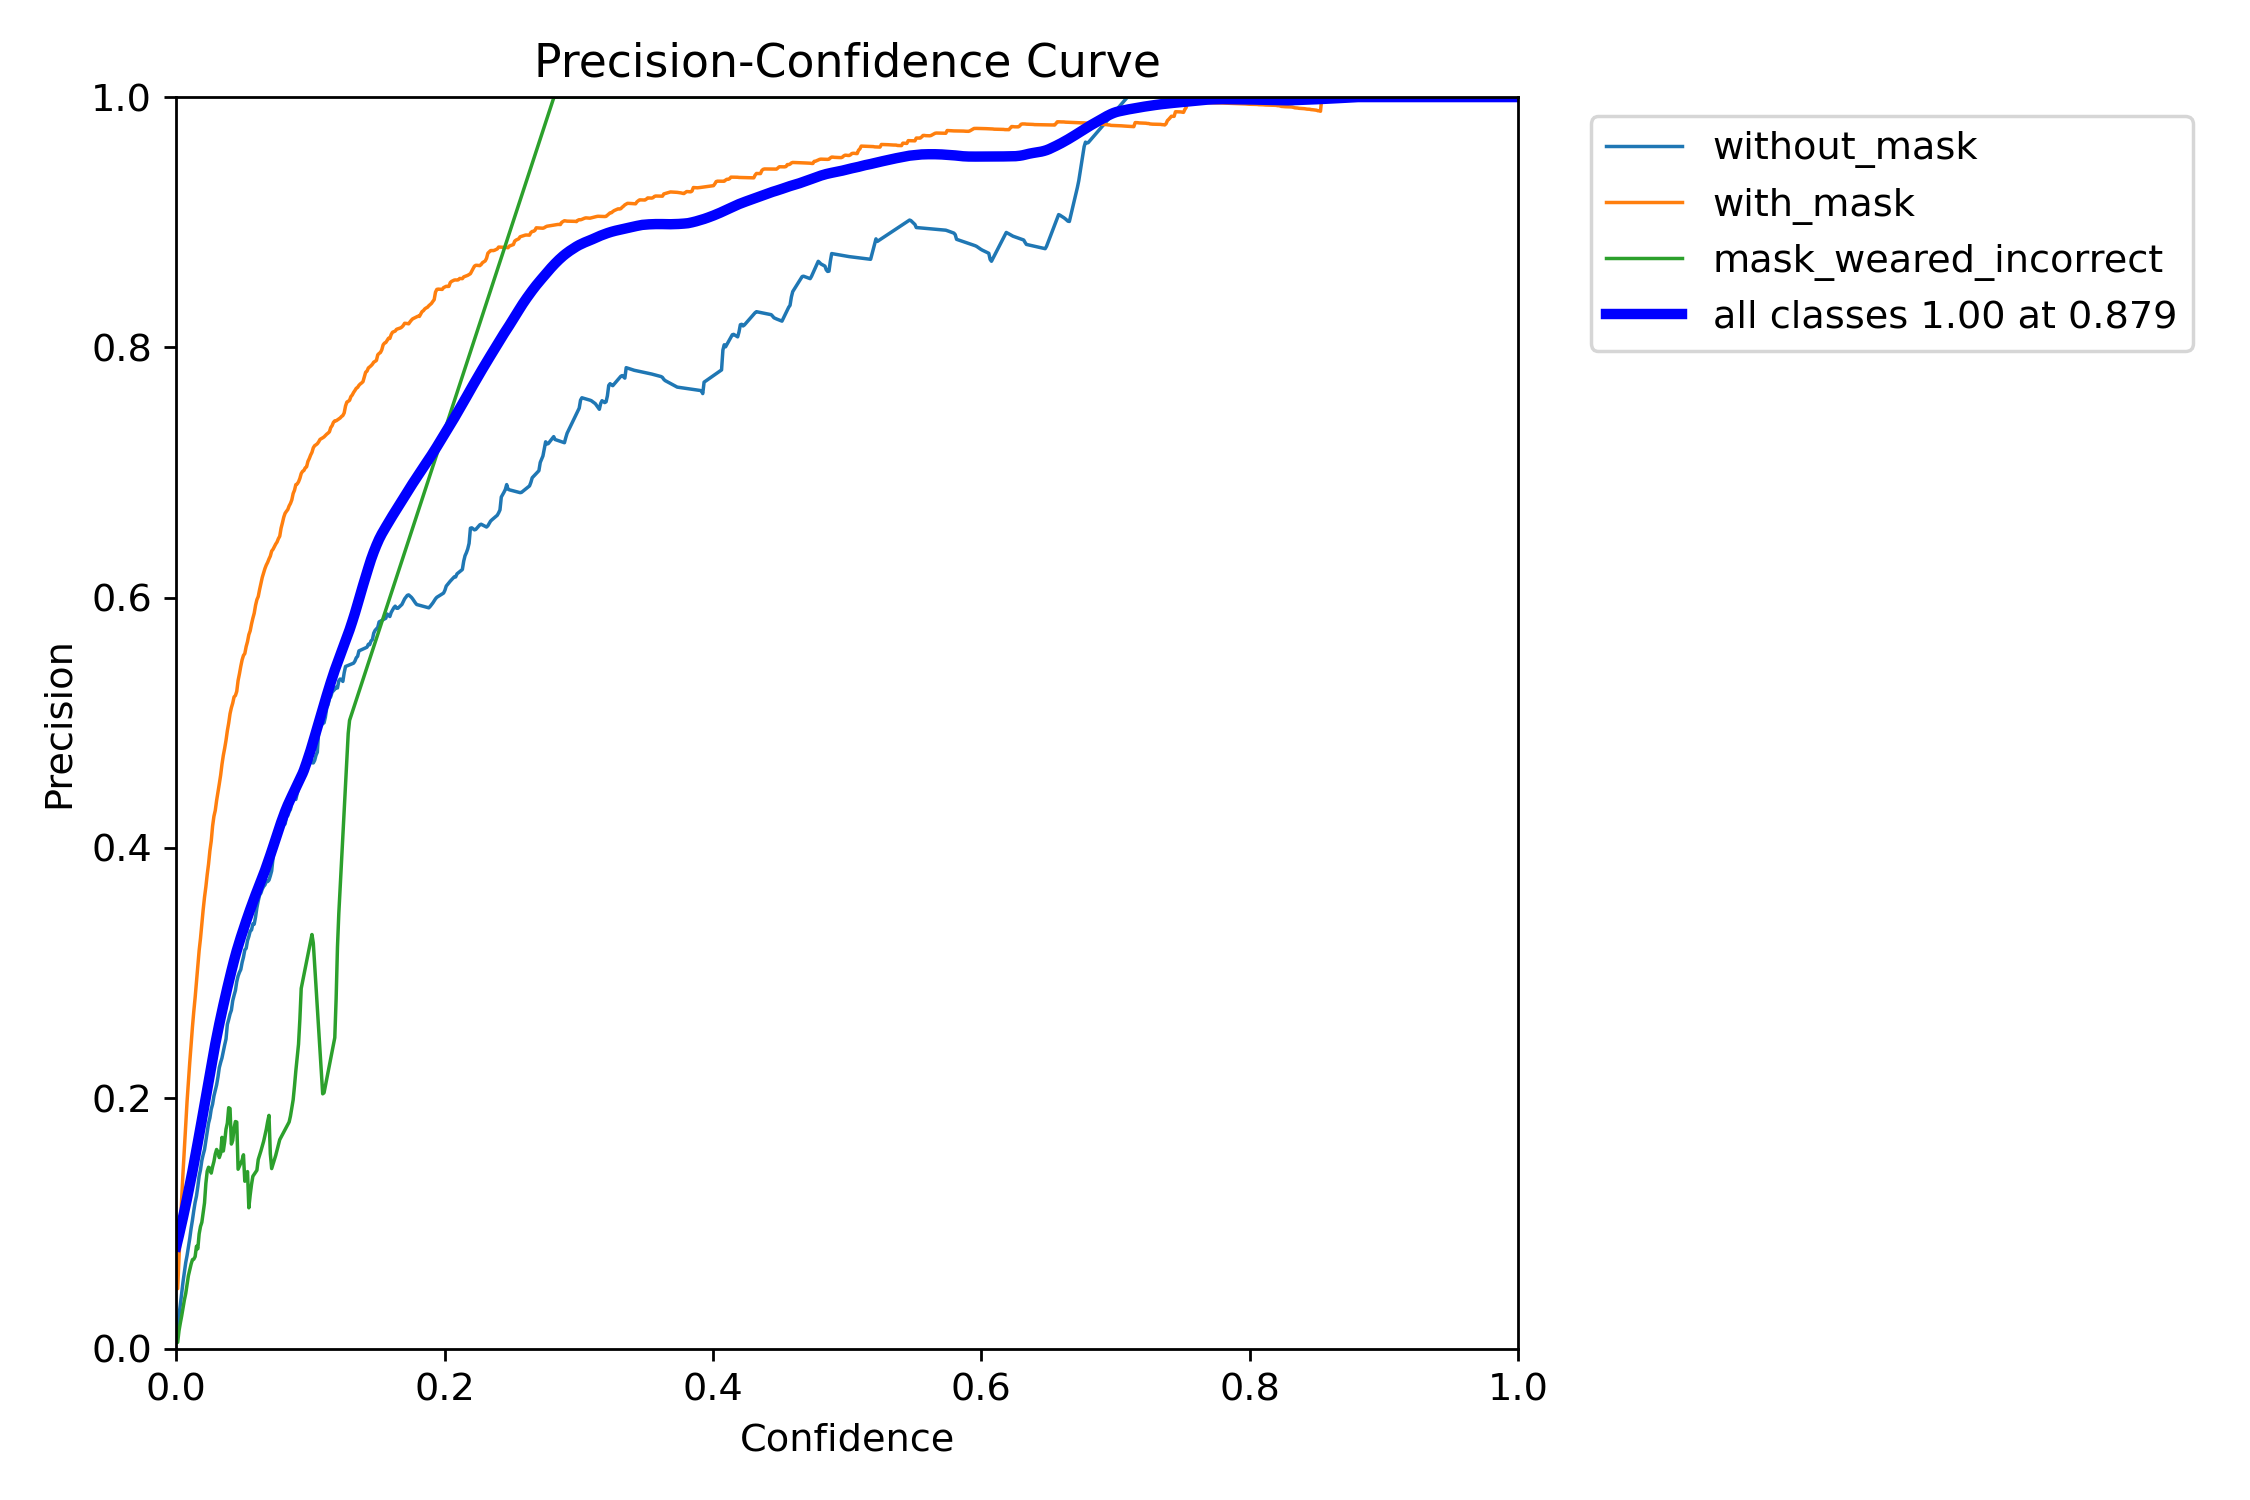 Precision-Confidence Curve
1.0
0.8
0.6
0.4
0.2
0.0
Precision
0.0 0.2 0.4 0.6 0.8 1.0
Confidence
without_mask
with_mask
mask_weared_incorrect
all classes 1.00 at 0.879